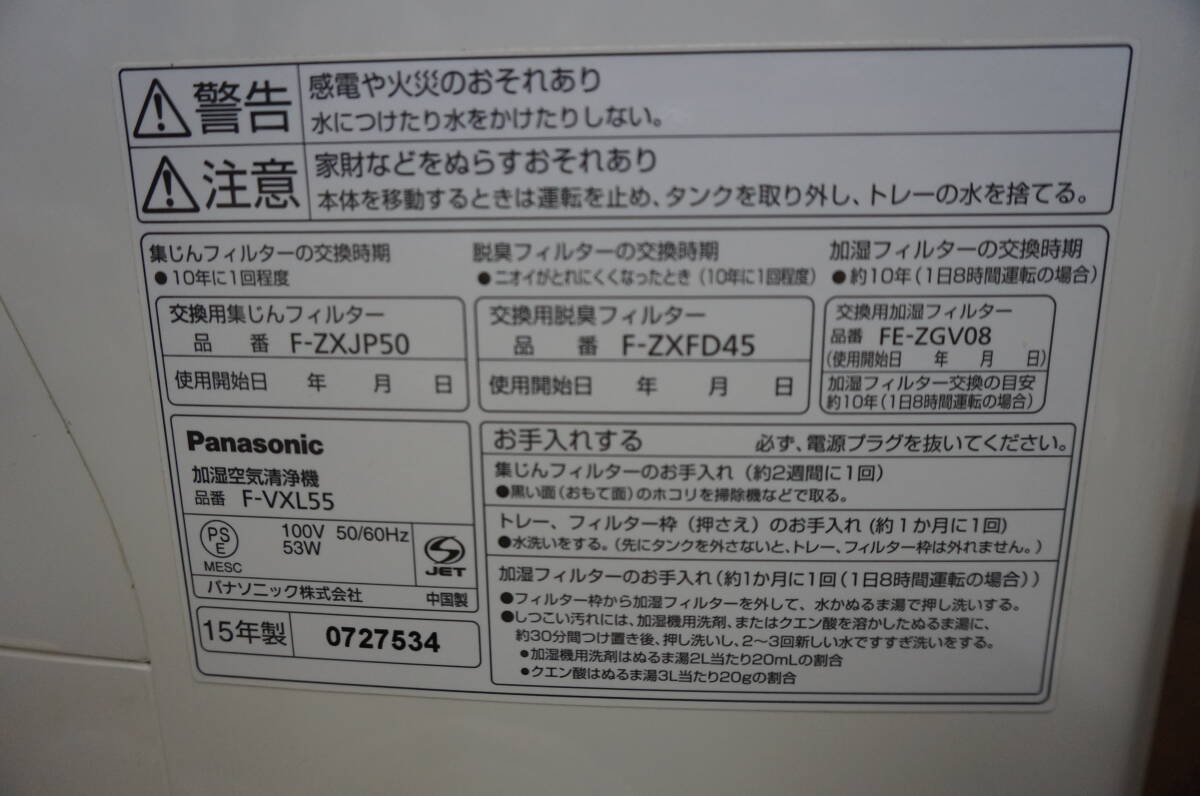 警告
感電や火災のおそれあり
水につけたり水をかけたりしない。
注意
家財などをぬらすおそれあり
本体を移動するときは運転を止め、タンクを取り外し、トレーの水を捨てる。
集じんフィルターの交換時期
●10年に1回程度
交換用集じんフィルター
品 番 F-ZXJP50
使用開始日 年 月 日
脱臭フィルターの交換時期
●ニオイがとれにくくなったとき(10年に1回程度)
交換用脱臭フィルター
品 番 F-ZXFD45
使用開始日 年 月 日
加湿フィルターの交換時期
●約10年(1日8時間運転の場合)
交換用加湿フィルター
品番 FE-ZGV08
(使用開始日 年 月 日)
加湿フィルター交換の目安
約10年(1日8時間運転の場合)
Panasonic
加湿空気清浄機
品番 F-VXL55
PS
E
MESC
100V 50/60Hz
53W
JET
パナソニック株式会社 中国製
15年製 0727534
お手入れする 必ず、電源プラグを抜いてください。
集じんフィルターのお手入れ(約2週間に1回)
●黒い面(おもて面)のホコリを掃除機などで取る。
トレー、フィルター枠(押さえ)のお手入れ(約1か月に1回)
●水洗いをする。(先にタンクを外さないと、トレー、フィルター枠は外れません。)
加湿フィルターのお手入れ(約1か月に1回(1日8時間運転の場合))
●フィルター枠から加湿フィルターを外して、水かぬるま湯で押し洗いする。
●しつこい汚れには、加湿機用洗剤、またはクエン酸を溶かしたぬるま湯に、
約30分間つけ置き後、押し洗いし、2~3回新しい水ですすぎ洗いをする。
●加湿機用洗剤はぬるま湯2L当たり20mLの割合
●クエン酸はぬるま湯3L当たり20gの割合